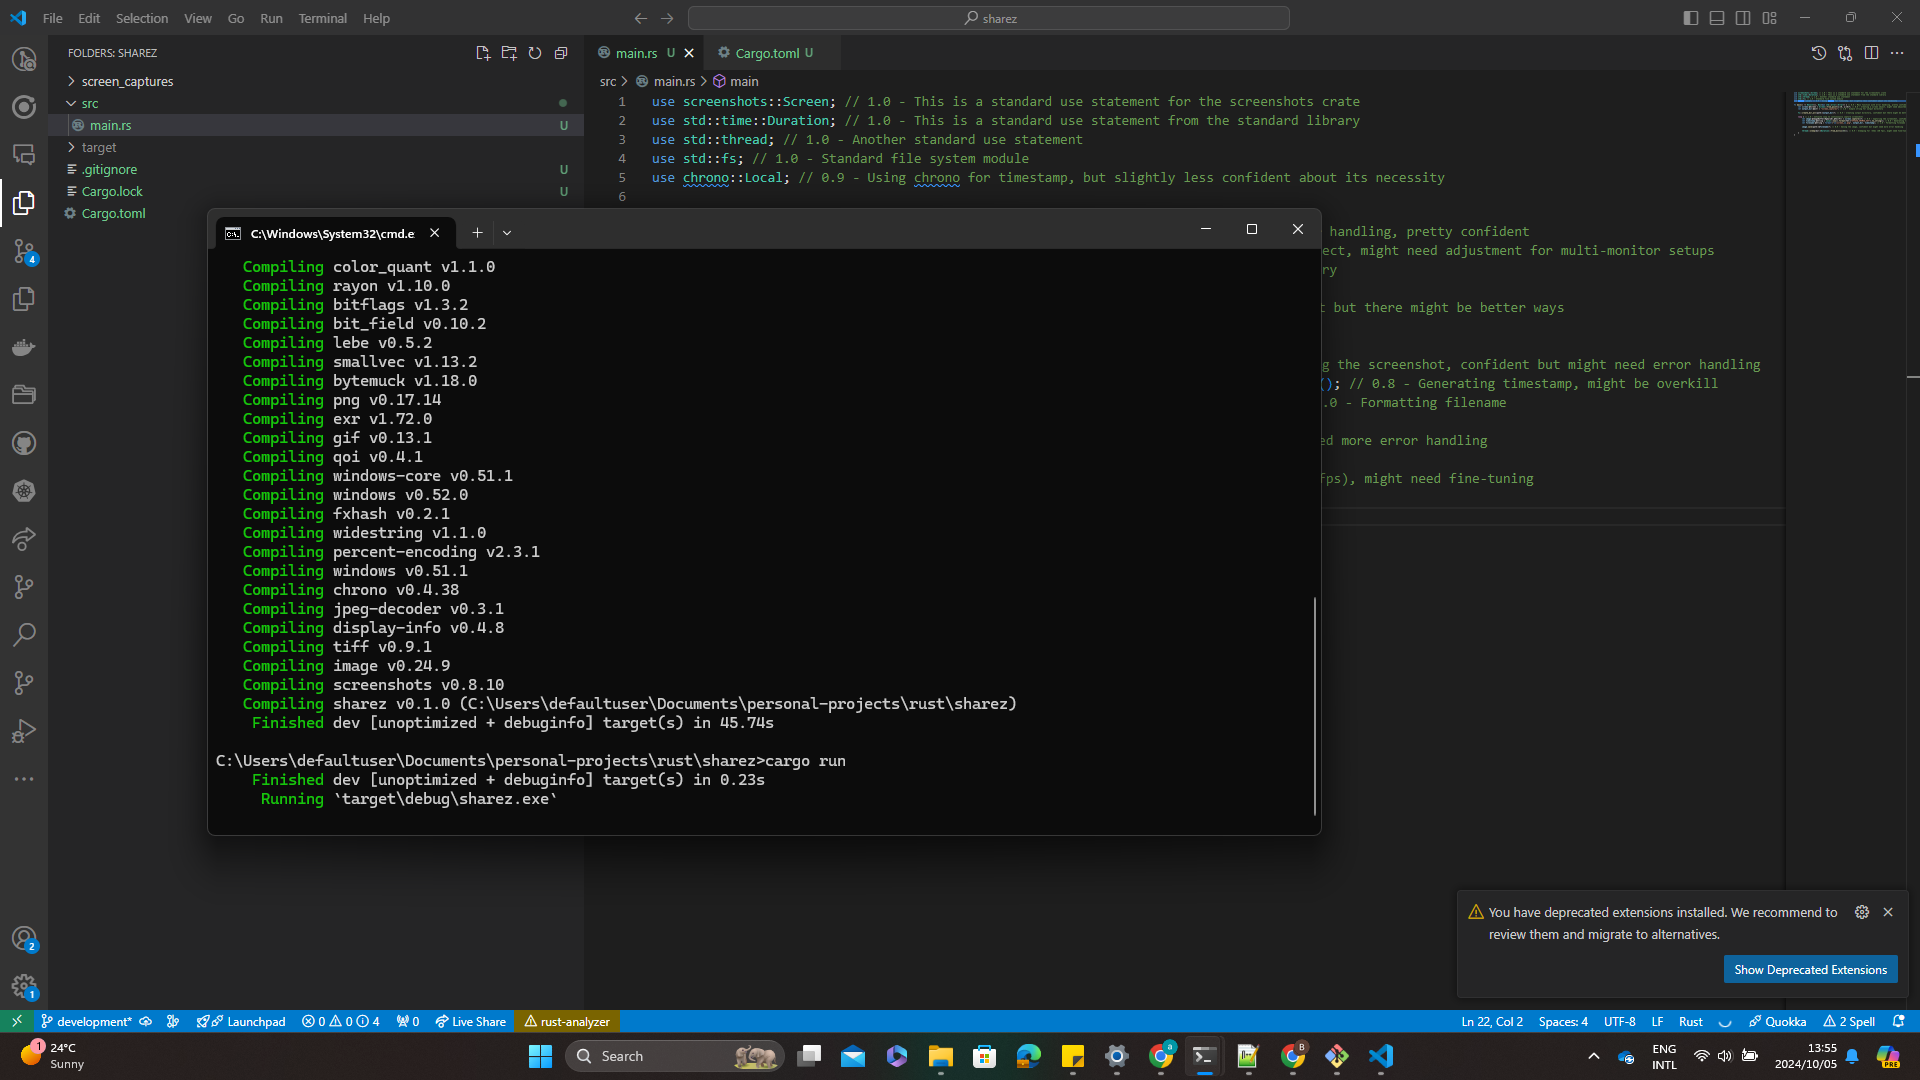 File Edit Selection View Go Run Terminal Help
sharez
FOLDERS: SHAREZ
screen_captures
src
main.rs U
target
.gitignore U
Cargo.lock U
Cargo.toml
main.rs U
Cargo.toml U
src > main.rs > main
1 use screenshots::Screen; // 1.0 - This is a standard use statement for the screenshots crate
2 use std::time::Duration; // 1.0 - This is a standard use statement from the standard library
3 use std::thread; // 1.0 - Another standard use statement
4 use std::fs; // 1.0 - Standard file system module
5 use chrono::Local; // 0.9 - Using chrono for timestamp, but slightly less confident about its necessity
6
handling, pretty confident
ect, might need adjustment for multi-monitor setups
ry
t but there might be better ways
g the screenshot, confident but might need error handling
(); // 0.8 - Generating timestamp, might be overkill
.0 - Formatting filename
ed more error handling
fps), might need fine-tuning
C:\Windows\System32\cmd.e
Compiling color_quant v1.1.0
Compiling rayon v1.10.0
Compiling bitflags v1.3.2
Compiling bit_field v0.10.2
Compiling lebe v0.5.2
Compiling smallvec v1.13.2
Compiling bytemuck v1.18.0
Compiling png v0.17.14
Compiling exr v1.72.0
Compiling gif v0.13.1
Compiling qoi v0.4.1
Compiling windows-core v0.51.1
Compiling windows v0.52.0
Compiling fxhash v0.2.1
Compiling widestring v1.1.0
Compiling percent-encoding v2.3.1
Compiling windows v0.51.1
Compiling chrono v0.4.38
Compiling jpeg-decoder v0.3.1
Compiling display-info v0.4.8
Compiling tiff v0.9.1
Compiling image v0.24.9
Compiling screenshots v0.8.10
Compiling sharez v0.1.0 (C:\Users\defaultuser\Documents\personal-projects\rust\sharez)
Finished dev [unoptimized + debuginfo] target(s) in 45.74s
C:\Users\defaultuser\Documents\personal-projects\rust\sharez>cargo run
Finished dev [unoptimized + debuginfo] target(s) in 0.23s
Running `target\debug\sharez.exe`
4
2
1
You have deprecated extensions installed. We recommend to
review them and migrate to alternatives.
Show Deprecated Extensions
development* Launchpad 0 0 4 0 Live Share rust-analyzer Ln 22, Col 2 Spaces: 4 UTF-8 LF Rust Quokka 2 Spell
1
24°C
Sunny
Search
a
B
ENG
INTL
13:55
2024/10/05
PRE